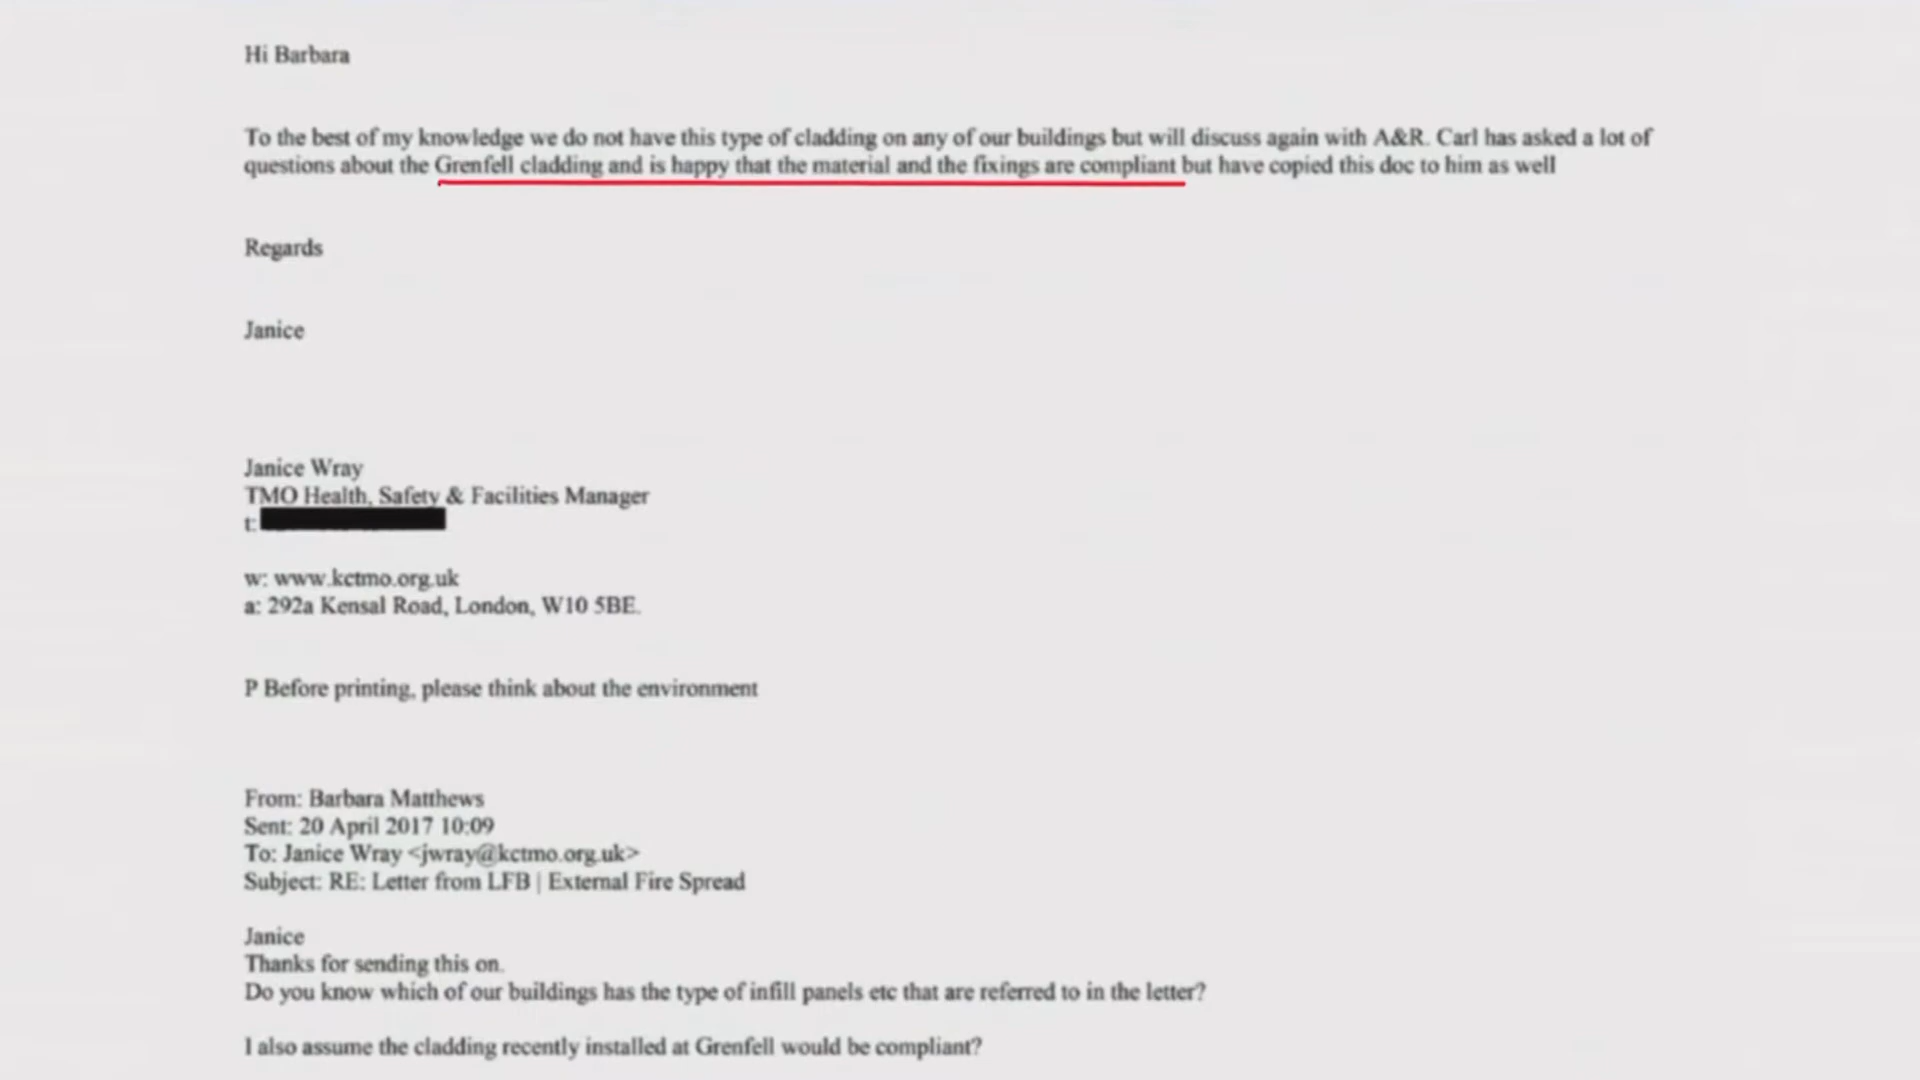 Hi Barbara
To the best of my knowledge we do not have this type of cladding on any of our buildings but will discuss again with A&R. Carl has asked a lot of
questions about the Grenfell cladding and is happy that the material and the fixings are compliant but have copied this doc to him as well
Regards
Janice
Janice Wray
TMO Health, Safety & Facilities Manager
t:
w: www.kctmo.org.uk
a: 292a Kensal Road, London, W10 5BE.
P Before printing, please think about the environment
From: Barbara Matthews
Sent: 20 April 2017 10:09
To: Janice Wray <jwray@kctmo.org.uk>
Subject: RE: Letter from LFB | External Fire Spread
Janice
Thanks for sending this on.
Do you know which of our buildings has the type of infill panels etc that are referred to in the letter?
I also assume the cladding recently installed at Grenfell would be compliant?